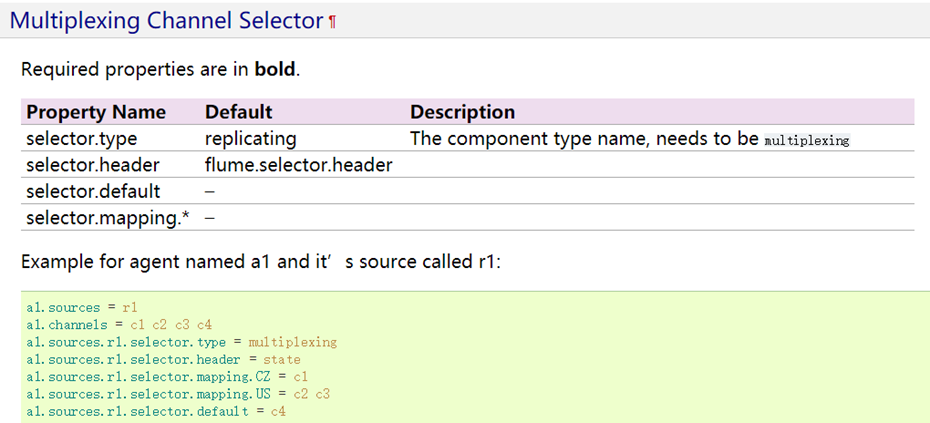 Multiplexing Channel Selector ¶
Required properties are in bold.
Property Name Default Description
selector.type replicating The component type name, needs to be multiplexing
selector.header flume.selector.header
selector.default –
selector.mapping.* –
Example for agent named a1 and it’s source called r1:
a1.sources = r1
a1.channels = c1 c2 c3 c4
a1.sources.r1.selector.type = multiplexing
a1.sources.r1.selector.header = state
a1.sources.r1.selector.mapping.CZ = c1
a1.sources.r1.selector.mapping.US = c2 c3
a1.sources.r1.selector.default = c4